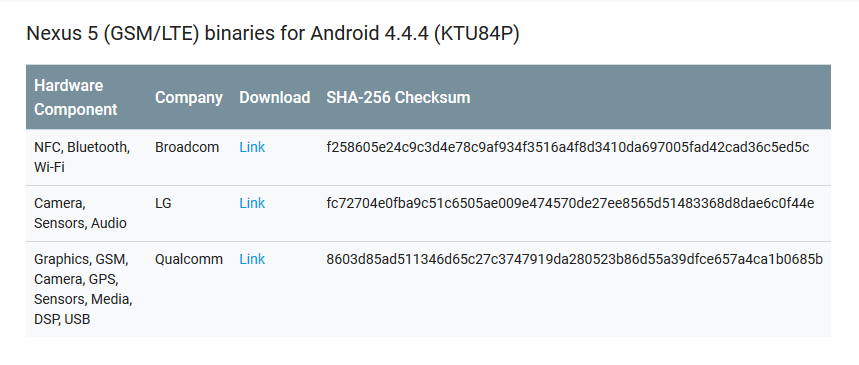 Nexus 5 (GSM/LTE) binaries for Android 4.4.4 (KTU84P)
Hardware Component Company Download SHA-256 Checksum
NFC, Bluetooth, Wi-Fi Broadcom Link f258605e24c9c3d4e78c9af934f3516a4f8d3410da697005fad42cad36c5ed5c
Camera, Sensors, Audio LG Link fc72704e0fba9c51c6505ae009e474570de27ee8565d51483368d8dae6c0f44e
Graphics, GSM, Camera, GPS, Sensors, Media, DSP, USB Qualcomm Link 8603d85ad511346d65c27c3747919da280523b86d55a39dfce657a4ca1b0685b